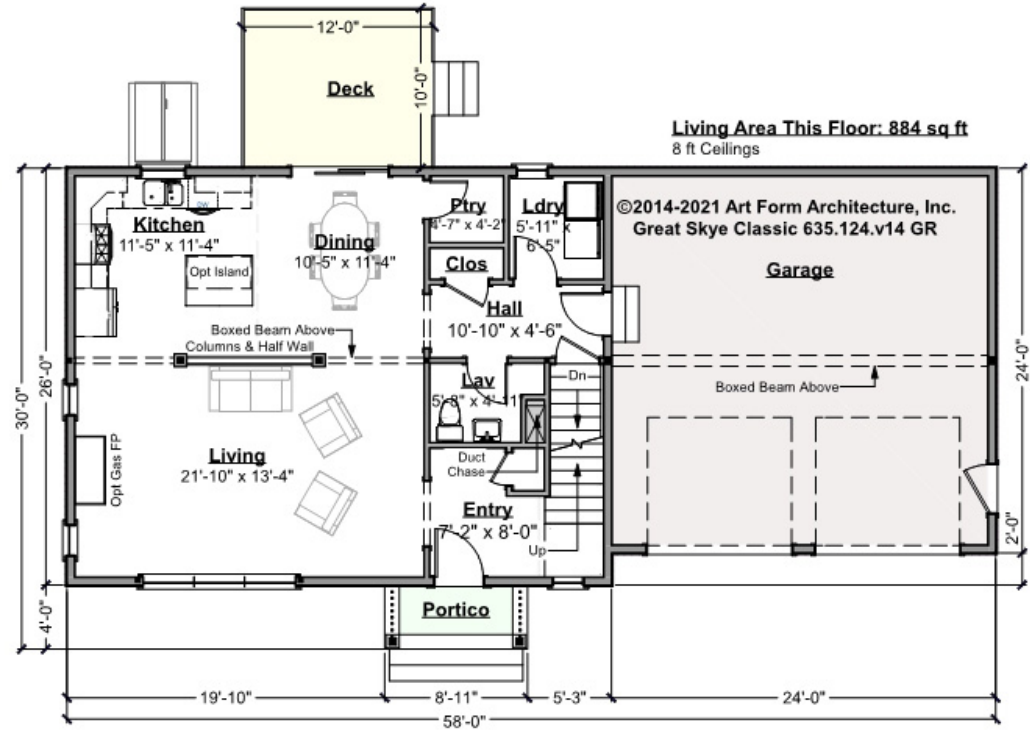 12'-0"
Deck
10'-0"
Living Area This Floor: 884 sq ft
8 ft Ceilings
©2014-2021 Art Form Architecture, Inc.
Great Skye Classic 635.124.v14 GR
Garage
Kitchen
11'-5" x 11'-4"
DW
Opt Island
Dining
10'-5" x 11'-4"
Ptry
4'-7" x 4'-2"
Ldry
5'-11" x
6'-5"
Clos
Hall
10'-10" x 4'-6"
Boxed Beam Above
Columns & Half Wall
Boxed Beam Above
Lav
5'-8" x 4'-11"
Dn
Living
21'-10" x 13'-4"
Opt Gas FP
Duct
Chase
Entry
7'-2" x 8'-0"
Up
Portico
30'-0"
26'-0"
4'-0"
24'-0"
2'-0"
19'-10"
8'-11"
5'-3"
24'-0"
58'-0"